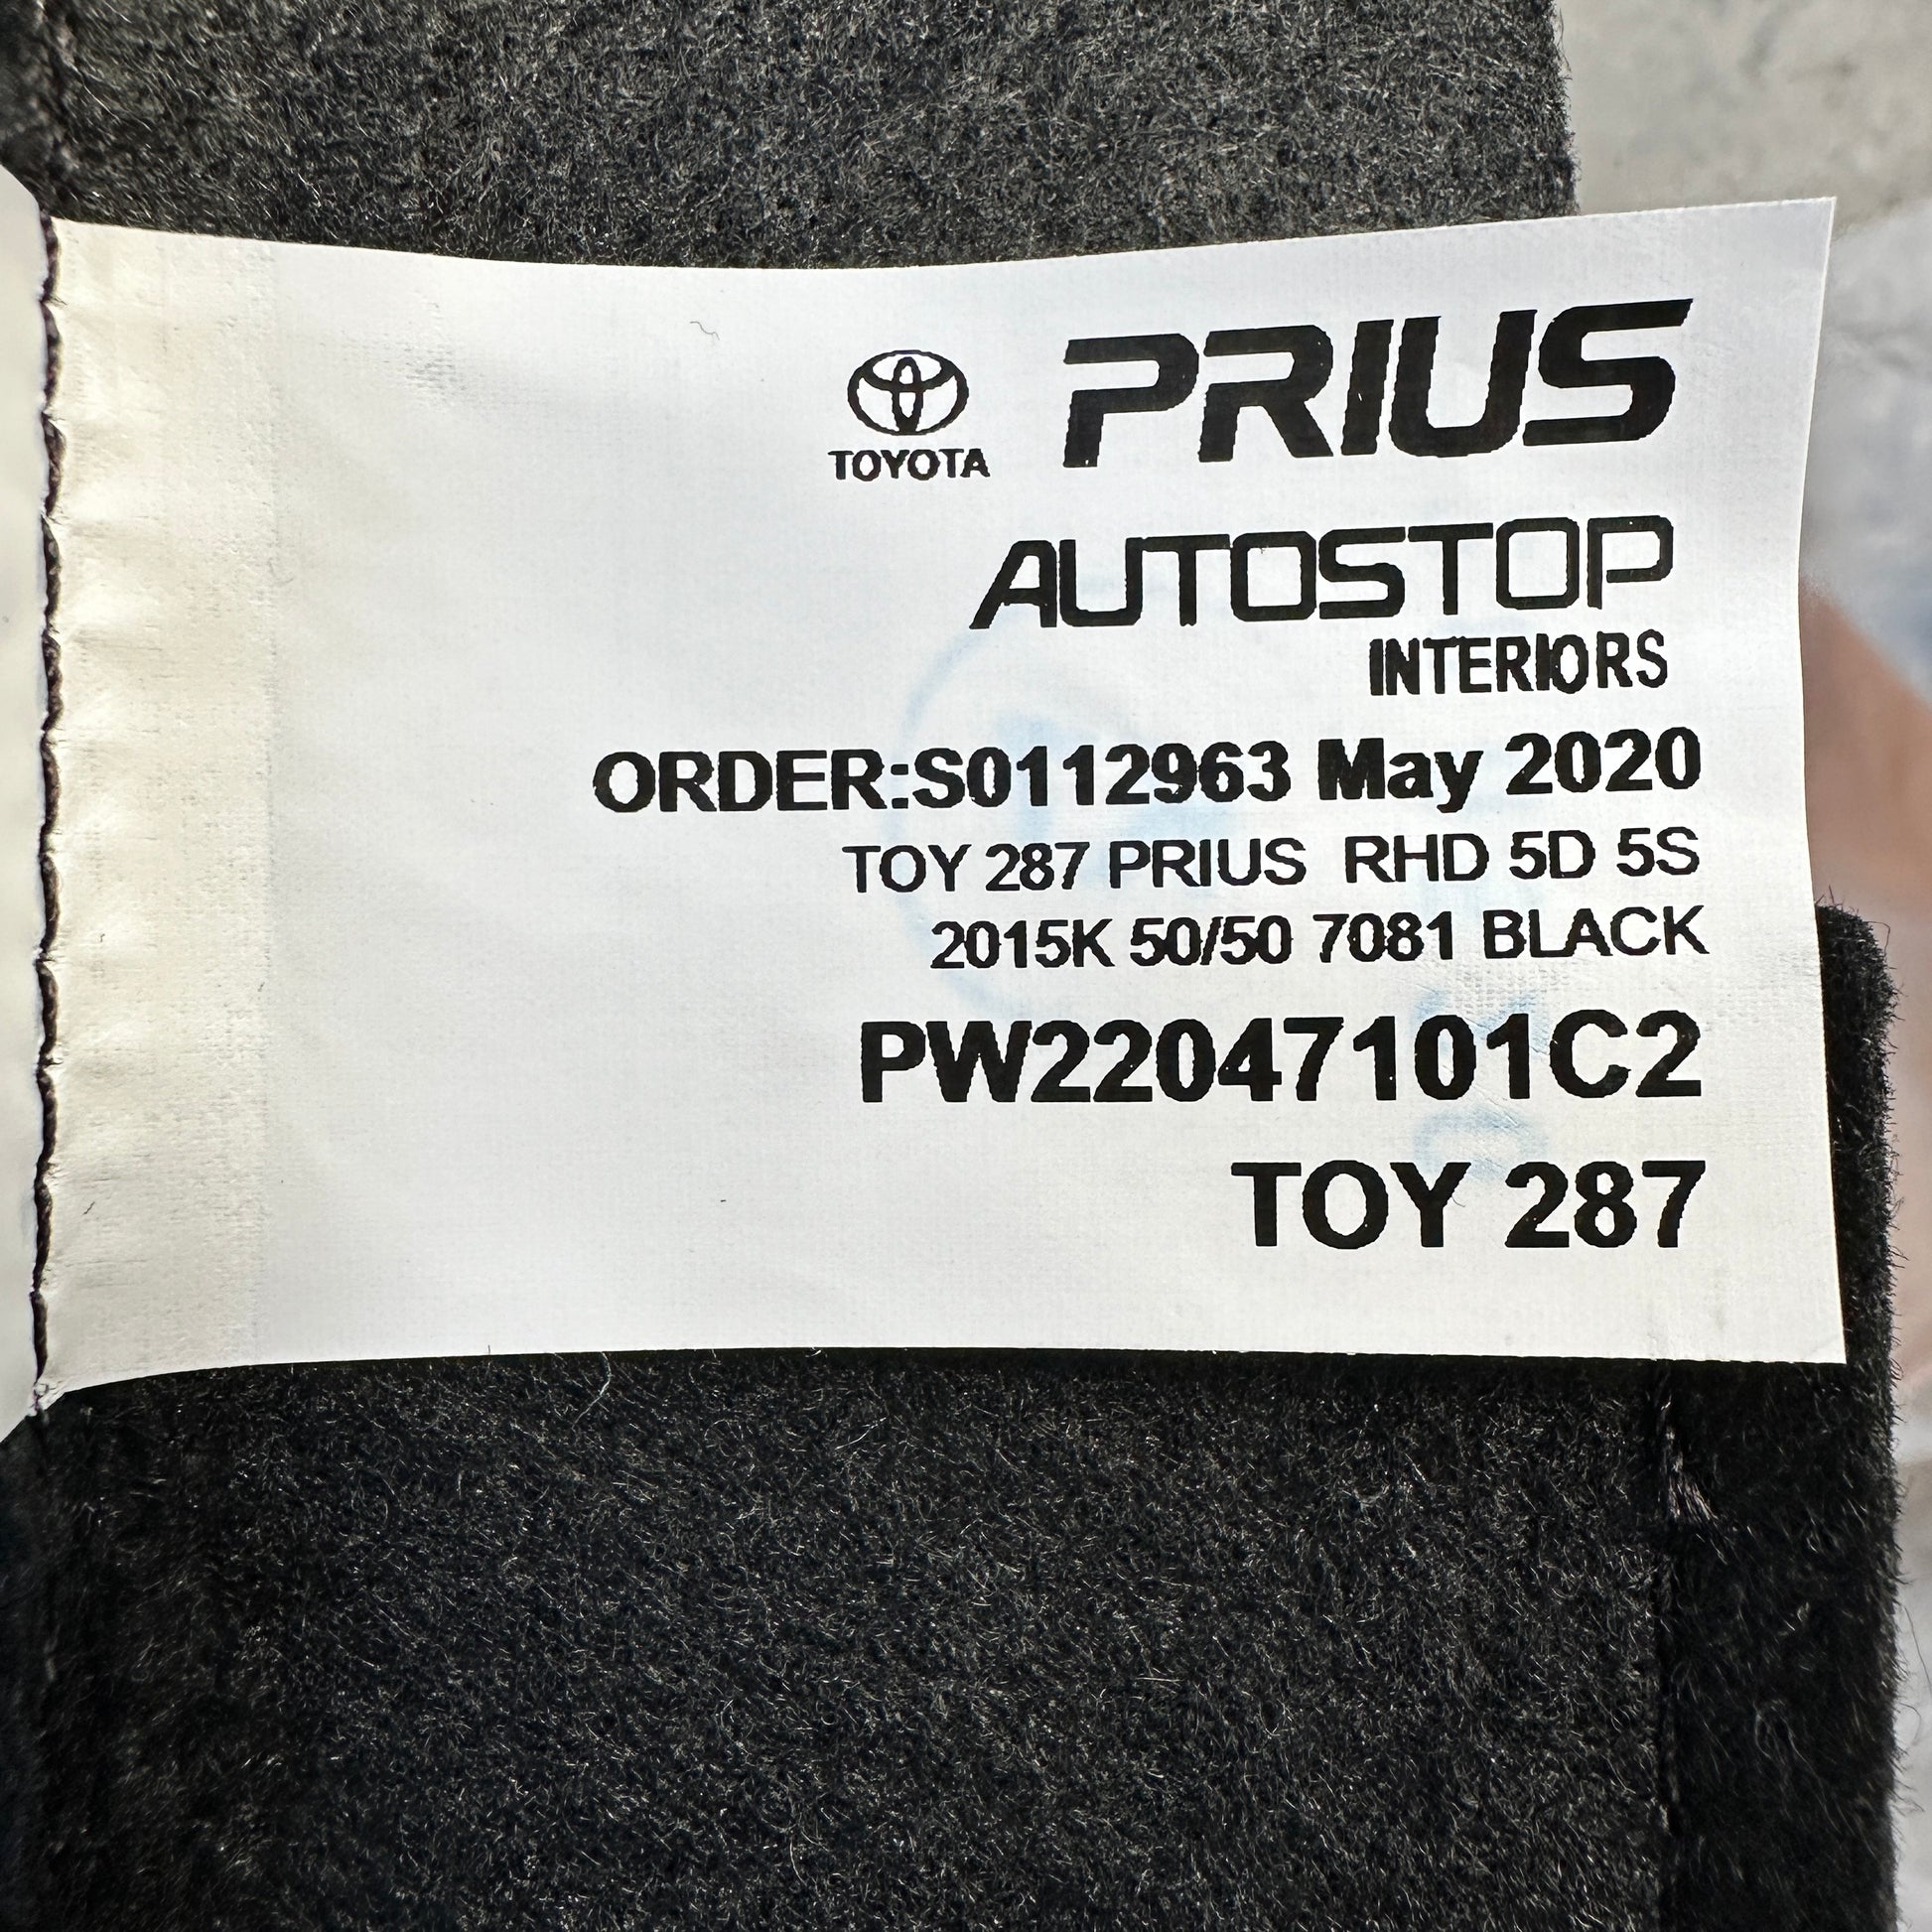 TOYOTA PRIUS
AUTOSTOP
INTERIORS
ORDER:S0112963 May 2020
TOY 287 PRIUS RHD 5D 5S
2015K 50/50 7081 BLACK
PW22047101C2
TOY 287